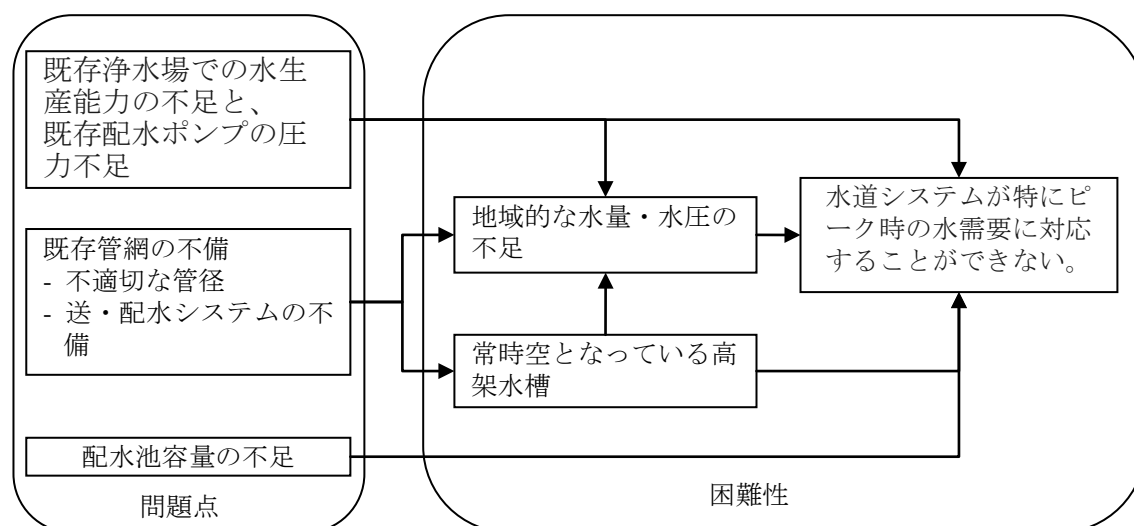 既存浄水場での水生
産能力の不足と、
既存配水ポンプの圧
力不足
既存管網の不備
- 不適切な管径
- 送・配水システムの不
備
配水池容量の不足
問題点
地域的な水量・水圧の
不足
常時空となっている高
架水槽
水道システムが特にピ
ーク時の水需要に対応
することができない。
困難性